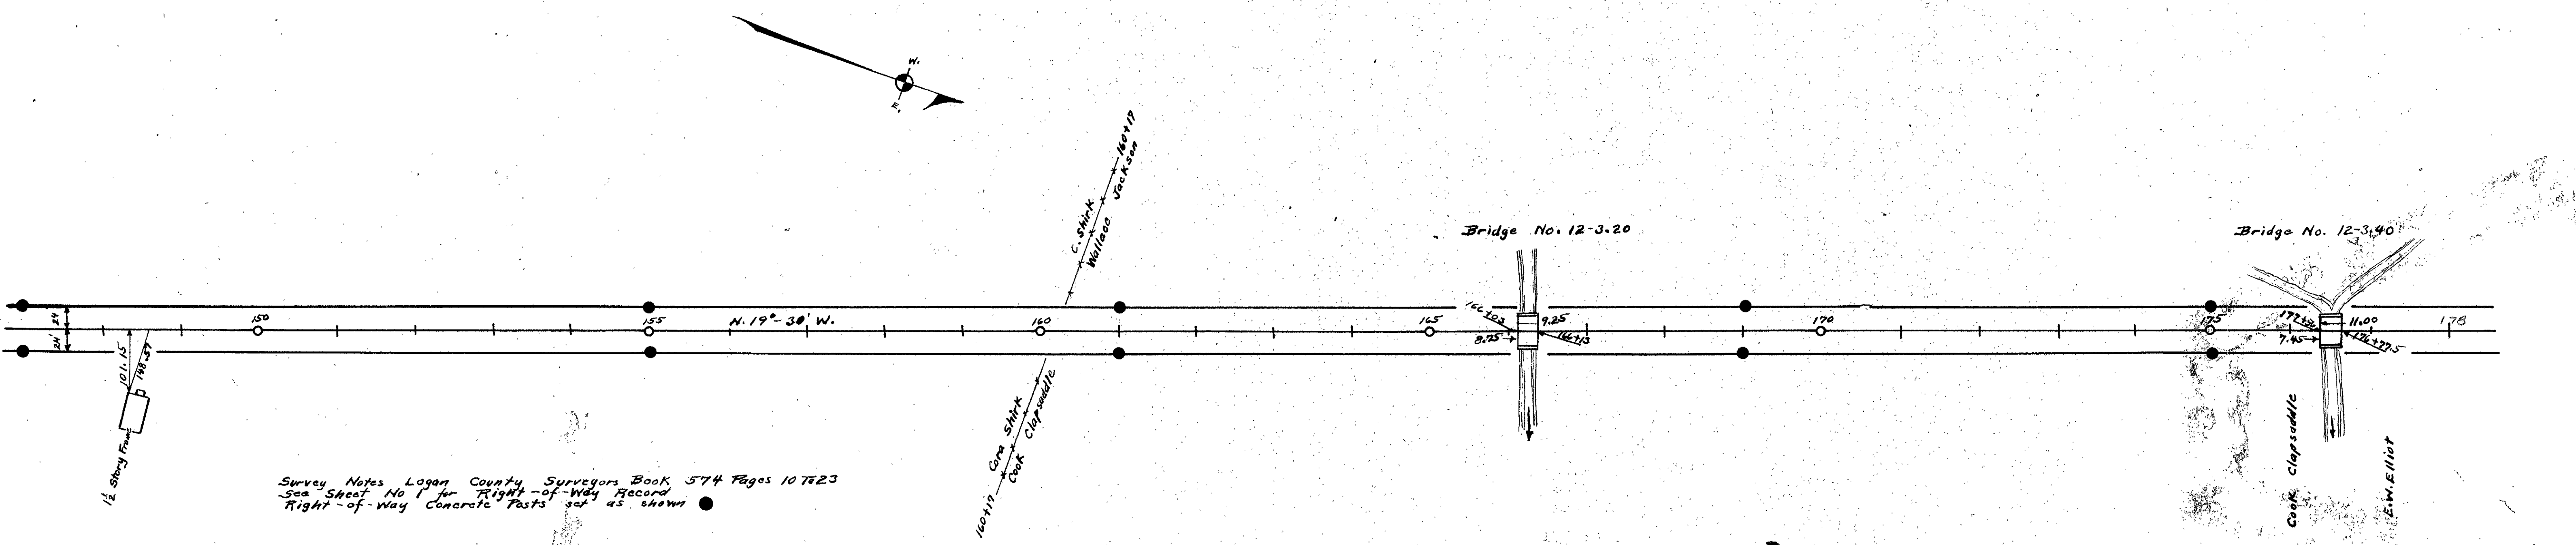 W.
E.
C. Shirk 160+17
Wallace Jackson
Bridge No. 12-3.20
Bridge No. 12-3.40
24'
24'
150
155
N. 19°-30' W.
160
165
166+03
9.25
8.75
166+13
170
175
11.00
7.45
176+77.5
178
101.15
148+57
1½ Story Frame
Cora Shirk
160+17 Cook Clapsaddle
Cook Clapsaddle
E.W. Elliot
Survey Notes Logan County Surveyors Book 574 Pages 10 To 23
See Sheet No 1 for Right-of-Way Record
Right-of-Way Concrete Posts set as shown